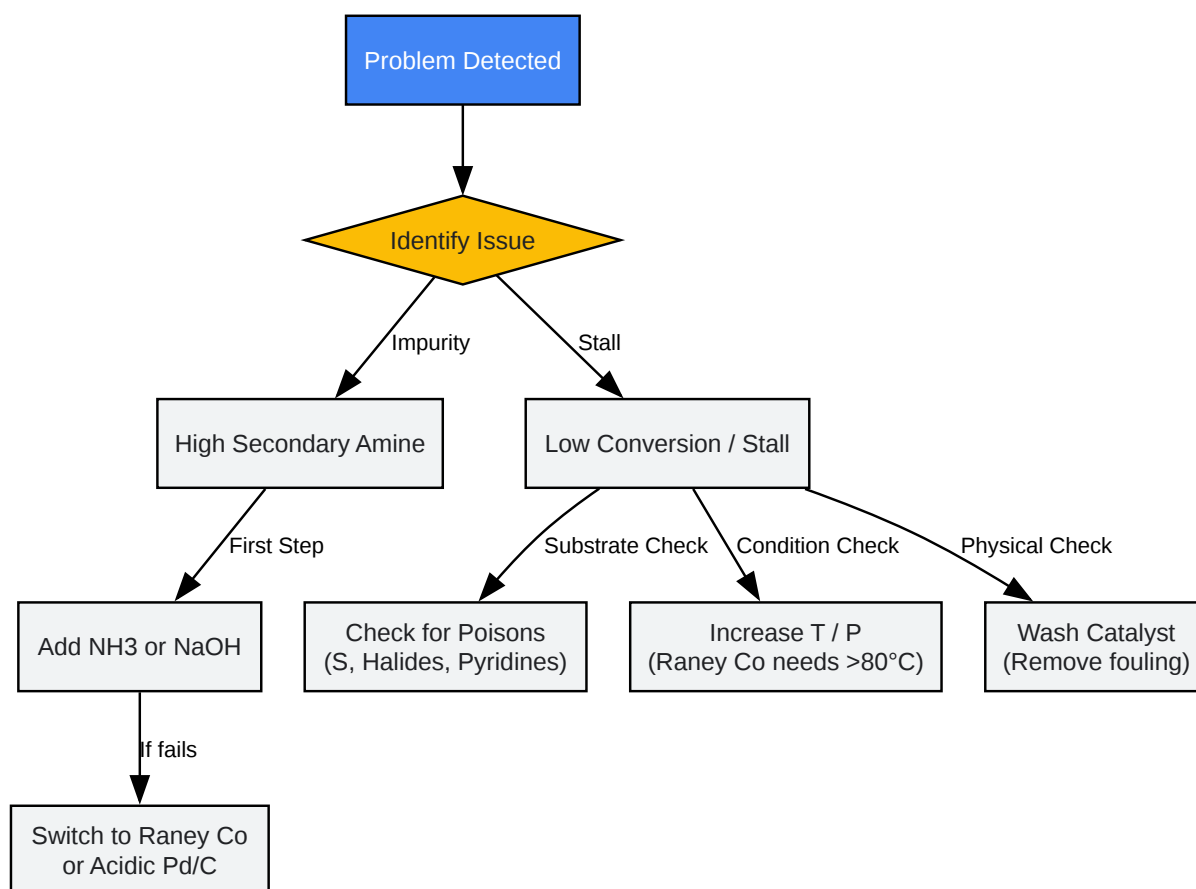 Problem Detected
Identify Issue
Impurity
Stall
High Secondary Amine
Low Conversion / Stall
First Step
Substrate Check
Condition Check
Physical Check
Add NH3 or NaOH
Check for Poisons
(S, Halides, Pyridines)
Increase T / P
(Raney Co needs >80°C)
Wash Catalyst
(Remove fouling)
If fails
Switch to Raney Co
or Acidic Pd/C